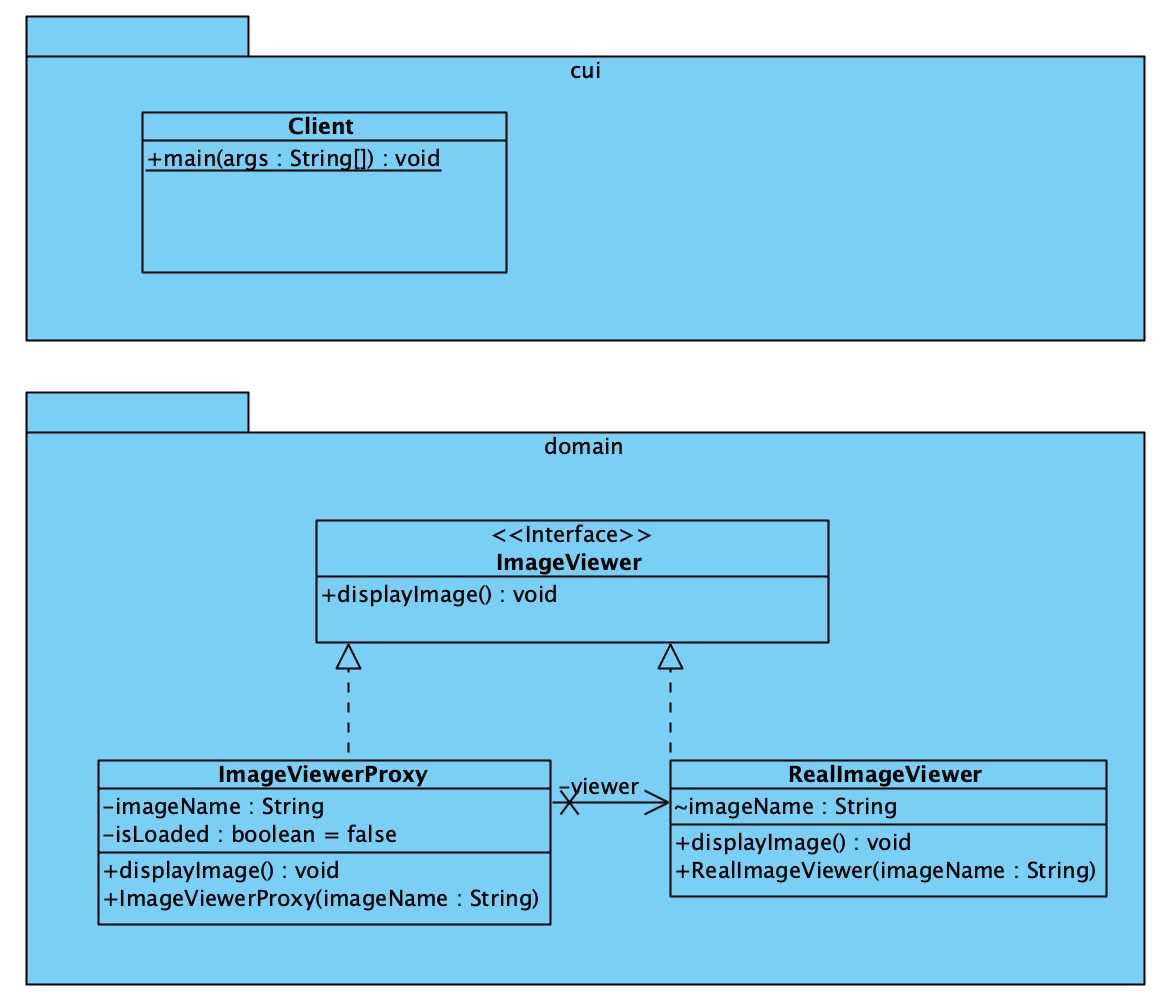 cui
Client
+main(args : String[]) : void
domain
<<Interface>>
ImageViewer
+displayImage() : void
ImageViewerProxy
-imageName : String
-isLoaded : boolean = false
+displayImage() : void
+ImageViewerProxy(imageName : String)
-viewer
RealImageViewer
~imageName : String
+displayImage() : void
+RealImageViewer(imageName : String)